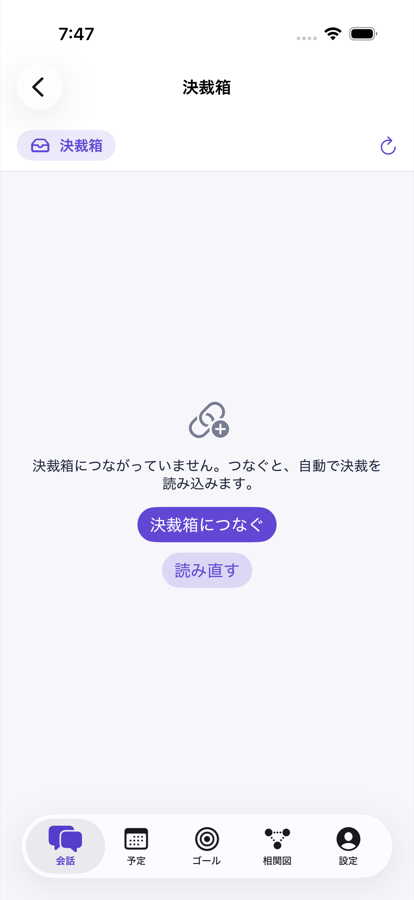 7:47
決裁箱
決裁箱
決裁箱につながっていません。つなぐと、自動で決裁を
読み込みます。
決裁箱につなぐ
読み直す
会話
予定
ゴール
相関図
設定